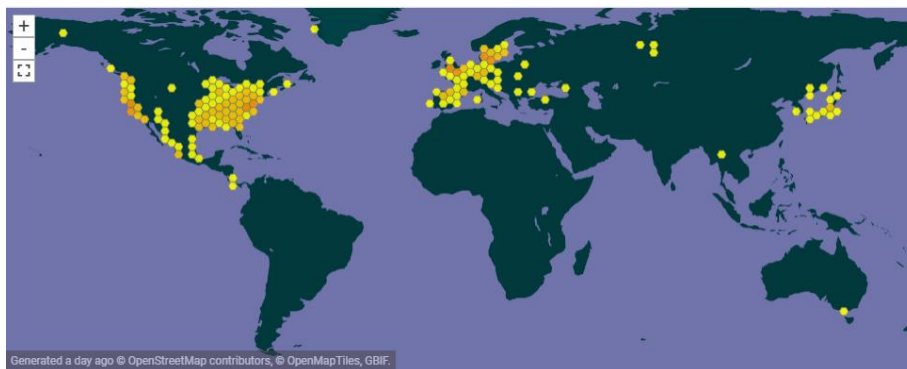 +
-
Generated a day ago © OpenStreetMap contributors, © OpenMapTiles, GBIF.